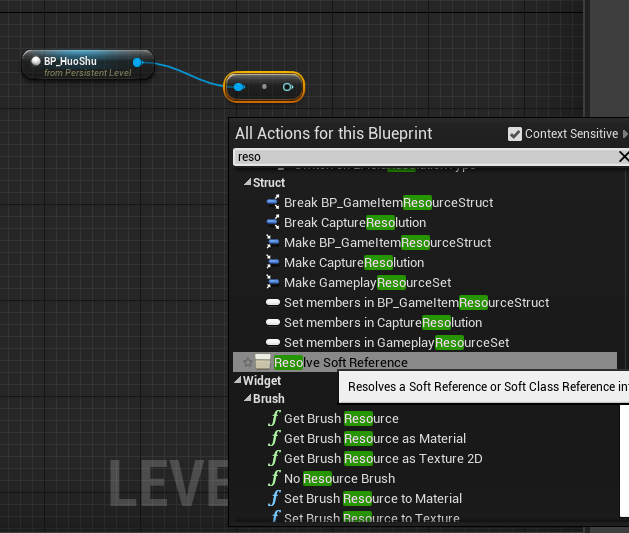 BP_HuoShu
from Persistent Level
All Actions for this Blueprint
Context Sensitive
reso
Struct
Break BP_GameItemResourceStruct
Break CaptureResolution
Make BP_GameItemResourceStruct
Make CaptureResolution
Make GameplayResourceSet
Set members in BP_GameItemResourceStruct
Set members in CaptureResolution
Set members in GameplayResourceSet
Resolve Soft Reference
Widget
Resolves a Soft Reference or Soft Class Reference in
Brush
Get Brush Resource
Get Brush Resource as Material
Get Brush Resource as Texture 2D
No Resource Brush
LEVE
Set Brush Resource to Material
Set Brush Resource to Texture